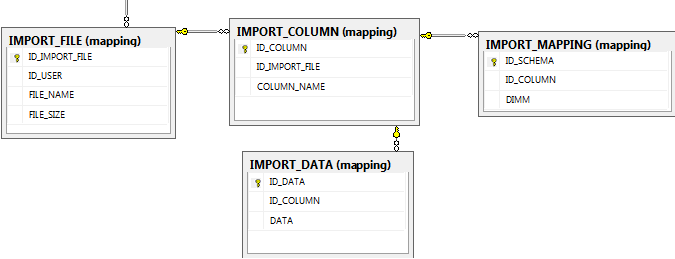 IMPORT_FILE (mapping)
ID_IMPORT_FILE
ID_USER
FILE_NAME
FILE_SIZE
IMPORT_COLUMN (mapping)
ID_COLUMN
ID_IMPORT_FILE
COLUMN_NAME
IMPORT_MAPPING (mapping)
ID_SCHEMA
ID_COLUMN
DIMM
IMPORT_DATA (mapping)
ID_DATA
ID_COLUMN
DATA